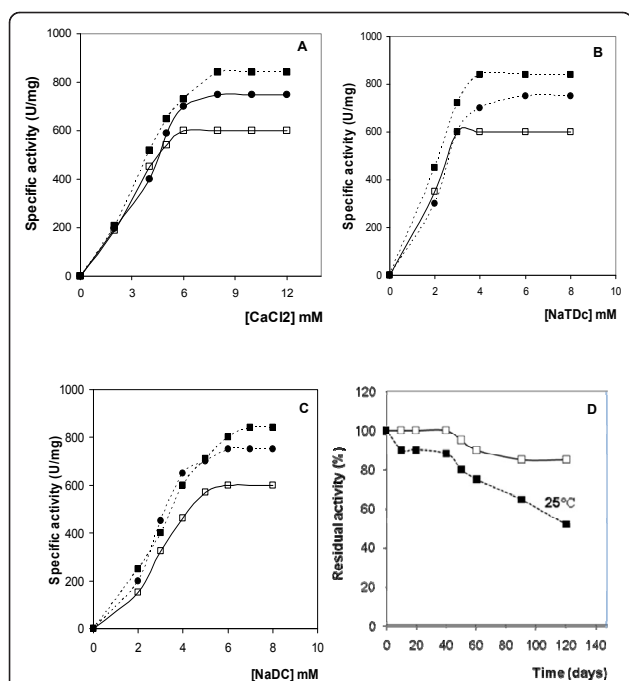 A
Specific activity (U/mg)
1000
800
600
400
200
0
0 3 6 9 12
[CaCl2] mM
B
Specific activity (U/mg)
1000
800
600
400
200
0
0 2 4 6 8 10
[NaTDc] mM
C
Specific activity (U/mg)
1000
800
600
400
200
0
0 2 4 6 8 10
[NaDC] mM
D
Residual activity (%)
120
100
80
60
40
20
0
25°C
0 20 40 60 80 100 120 140
Time (days)